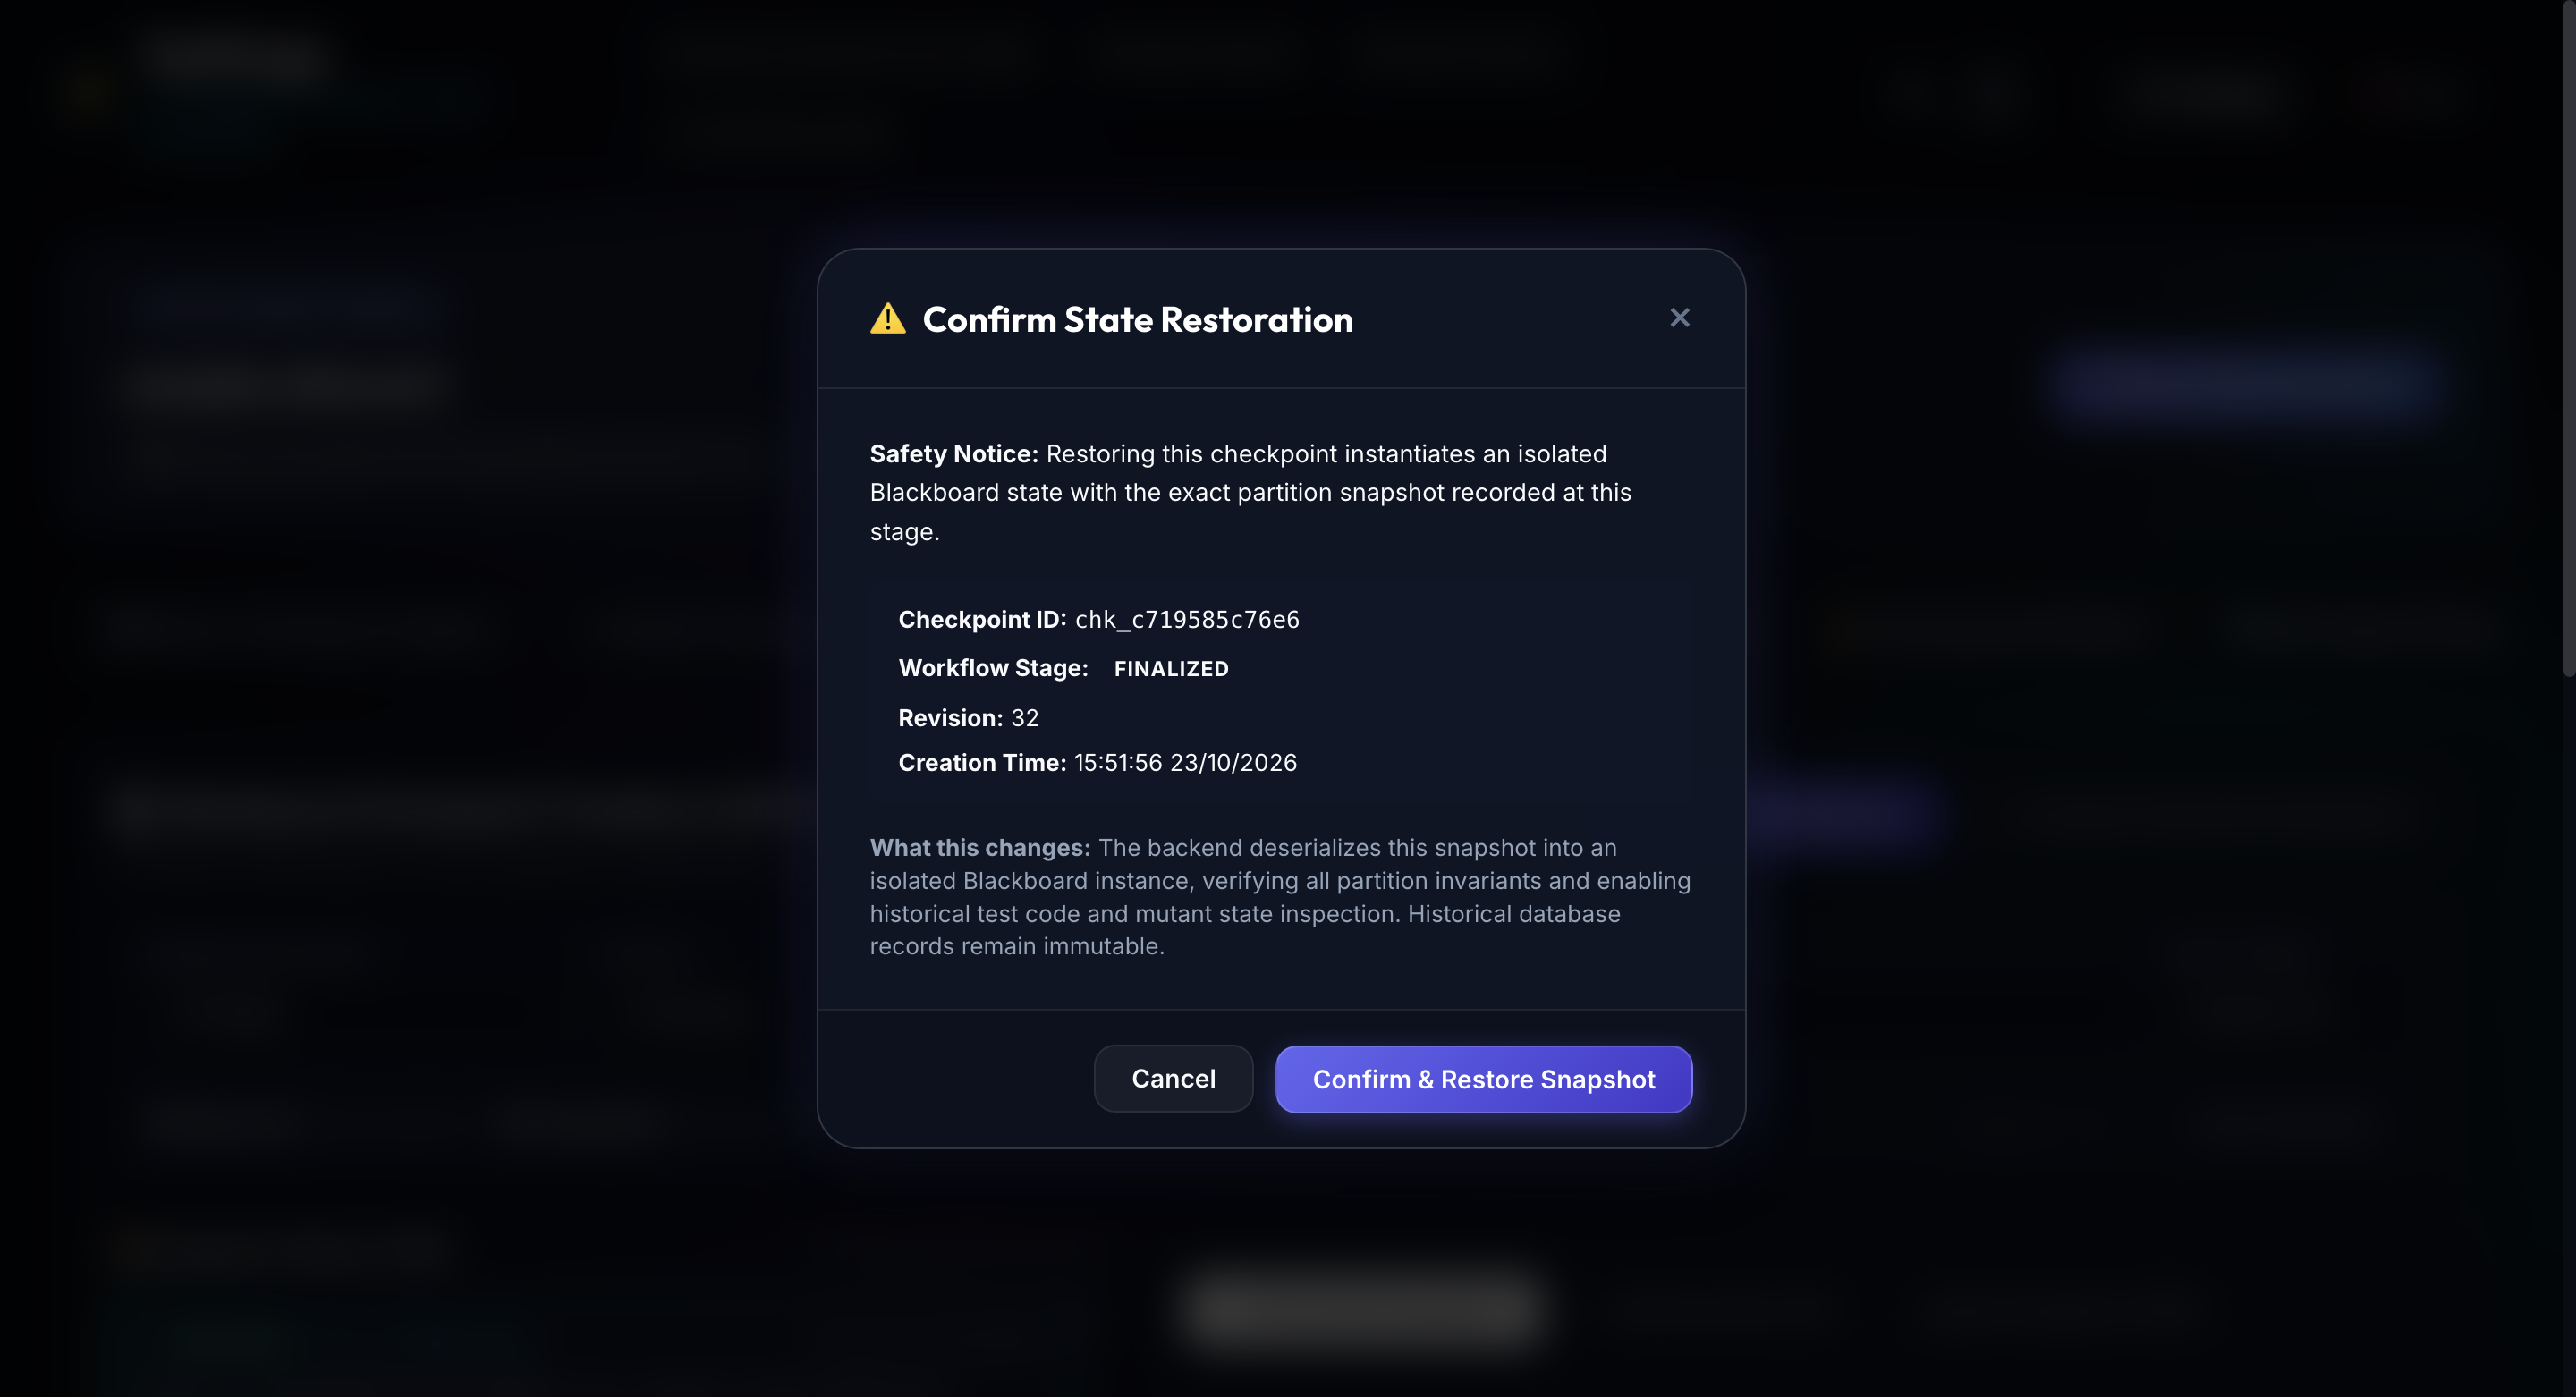 ⚠️ Confirm State Restoration ✕
Safety Notice: Restoring this checkpoint instantiates an isolated
Blackboard state with the exact partition snapshot recorded at this
stage.
Checkpoint ID: chk_c719585c76e6
Workflow Stage: FINALIZED
Revision: 32
Creation Time: 15:51:56 23/10/2026
What this changes: The backend deserializes this snapshot into an
isolated Blackboard instance, verifying all partition invariants and enabling
historical test code and mutant state inspection. Historical database
records remain immutable.
Cancel
Confirm & Restore Snapshot